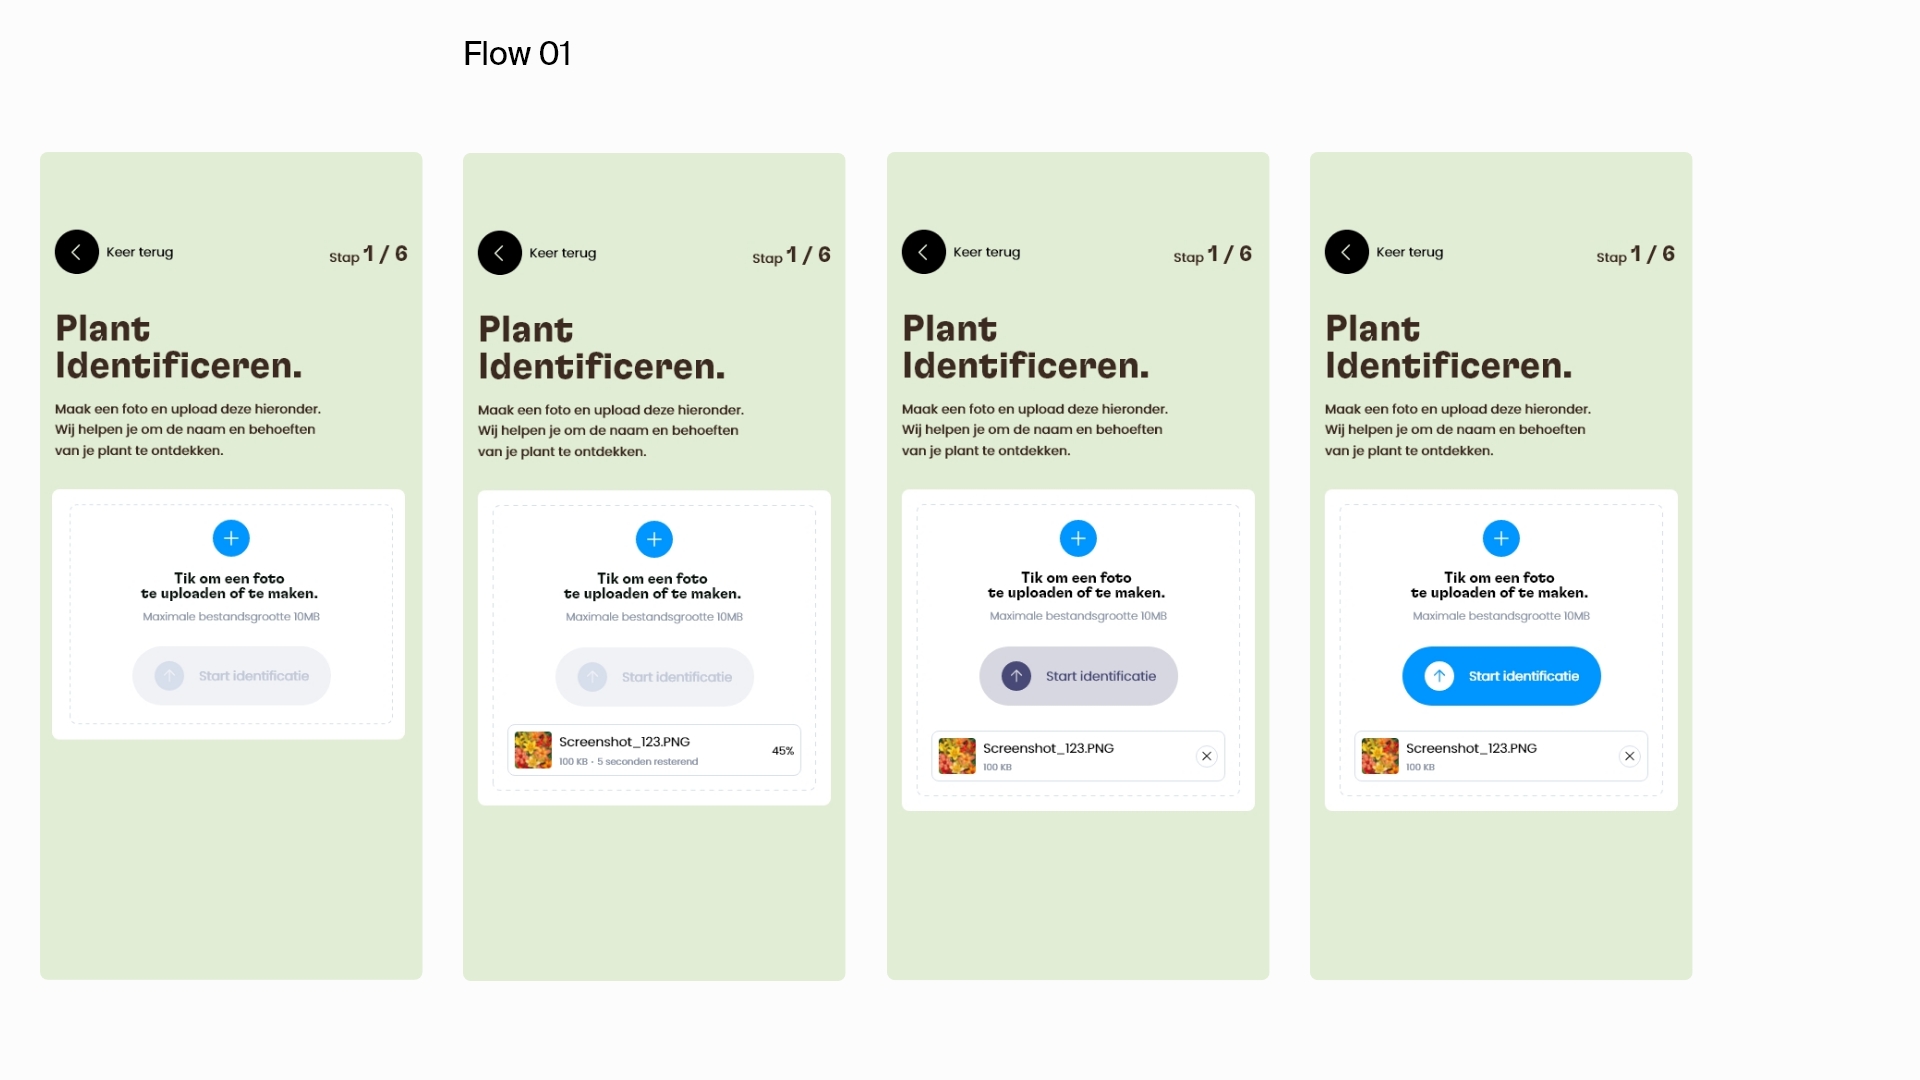 Flow 01
Keer terug
Stap 1 / 6
Plant
Identificeren.
Maak een foto en upload deze hieronder.
Wij helpen je om de naam en behoeften
van je plant te ontdekken.
Tik om een foto
te uploaden of te maken.
Maximale bestandsgrootte 10MB
Start identificatie
Keer terug
Stap 1 / 6
Plant
Identificeren.
Maak een foto en upload deze hieronder.
Wij helpen je om de naam en behoeften
van je plant te ontdekken.
Tik om een foto
te uploaden of te maken.
Maximale bestandsgrootte 10MB
Start identificatie
Screenshot_123.PNG
100 KB • 5 seconden resterend
45%
Keer terug
Stap 1 / 6
Plant
Identificeren.
Maak een foto en upload deze hieronder.
Wij helpen je om de naam en behoeften
van je plant te ontdekken.
Tik om een foto
te uploaden of te maken.
Maximale bestandsgrootte 10MB
Start identificatie
Screenshot_123.PNG
100 KB
Keer terug
Stap 1 / 6
Plant
Identificeren.
Maak een foto en upload deze hieronder.
Wij helpen je om de naam en behoeften
van je plant te ontdekken.
Tik om een foto
te uploaden of te maken.
Maximale bestandsgrootte 10MB
Start identificatie
Screenshot_123.PNG
100 KB